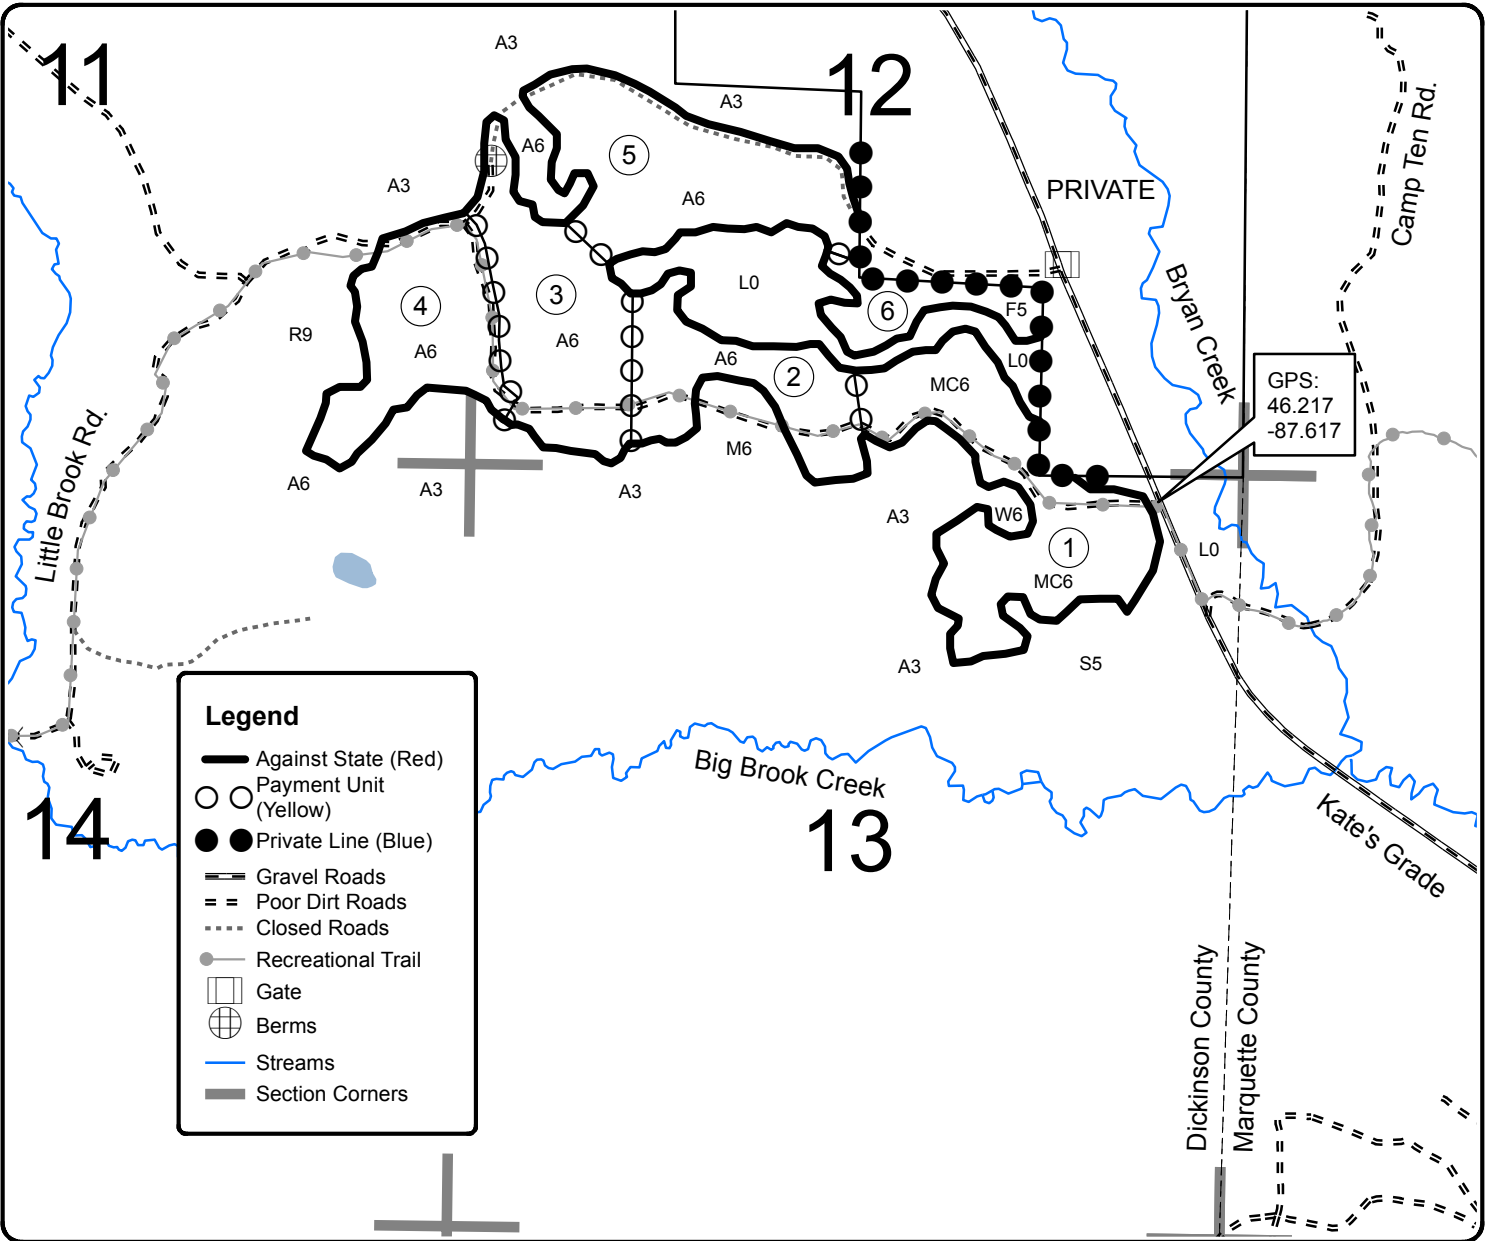 11
A3
12
A3
A6
5
A3
A6
PRIVATE
Camp Ten Rd.
Bryan Creek
L0
3
4
6
F5
R9
A6
A6
A6
2
L0
MC6
GPS:
46.217
-87.617
M6
A6
A3
A3
A3
W6
1
L0
MC6
Little Brook Rd.
A3
S5
Legend
Against State (Red)
Payment Unit
(Yellow)
Private Line (Blue)
Gravel Roads
Poor Dirt Roads
Closed Roads
Recreational Trail
Gate
Berms
Streams
Section Corners
Big Brook Creek
14
13
Kate's Grade
Dickinson County
Marquette County